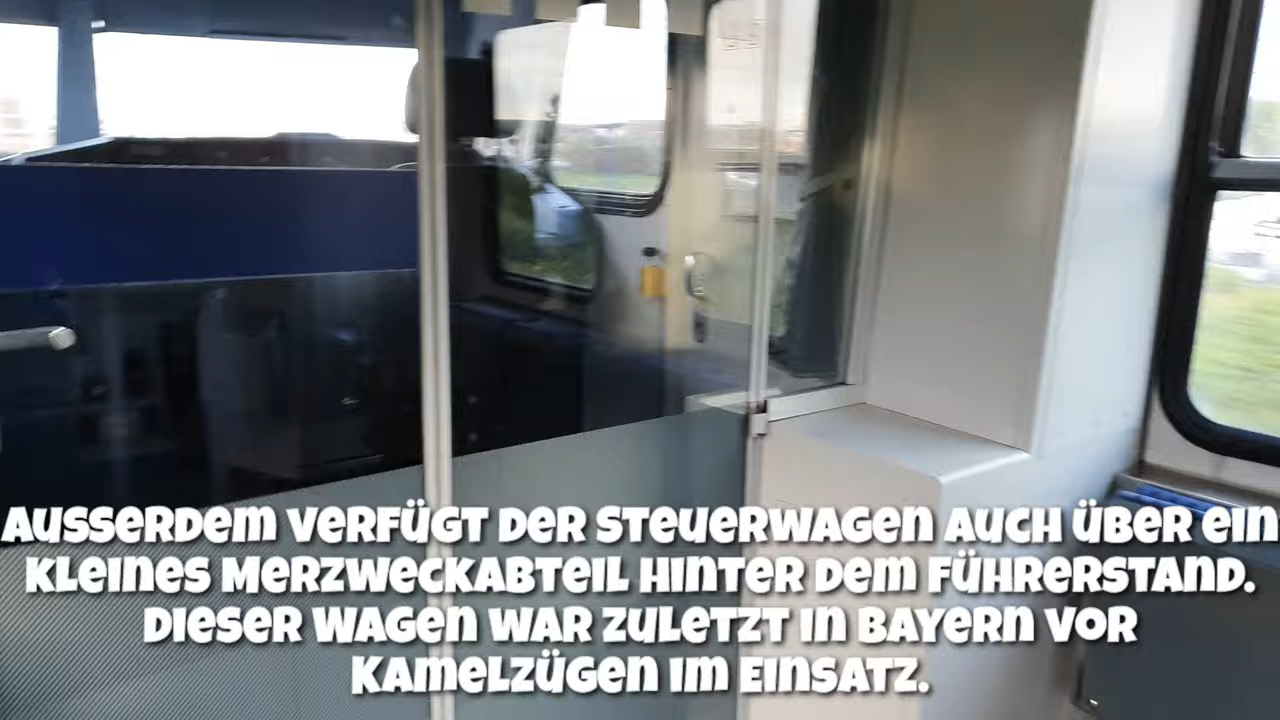 Ausserdem verfügt der Steuerwagen auch über ein
kleines Merzweckabteil hinter dem Führerstand.
Dieser Wagen war zuletzt in Bayern vor
Kamelzügen im Einsatz.